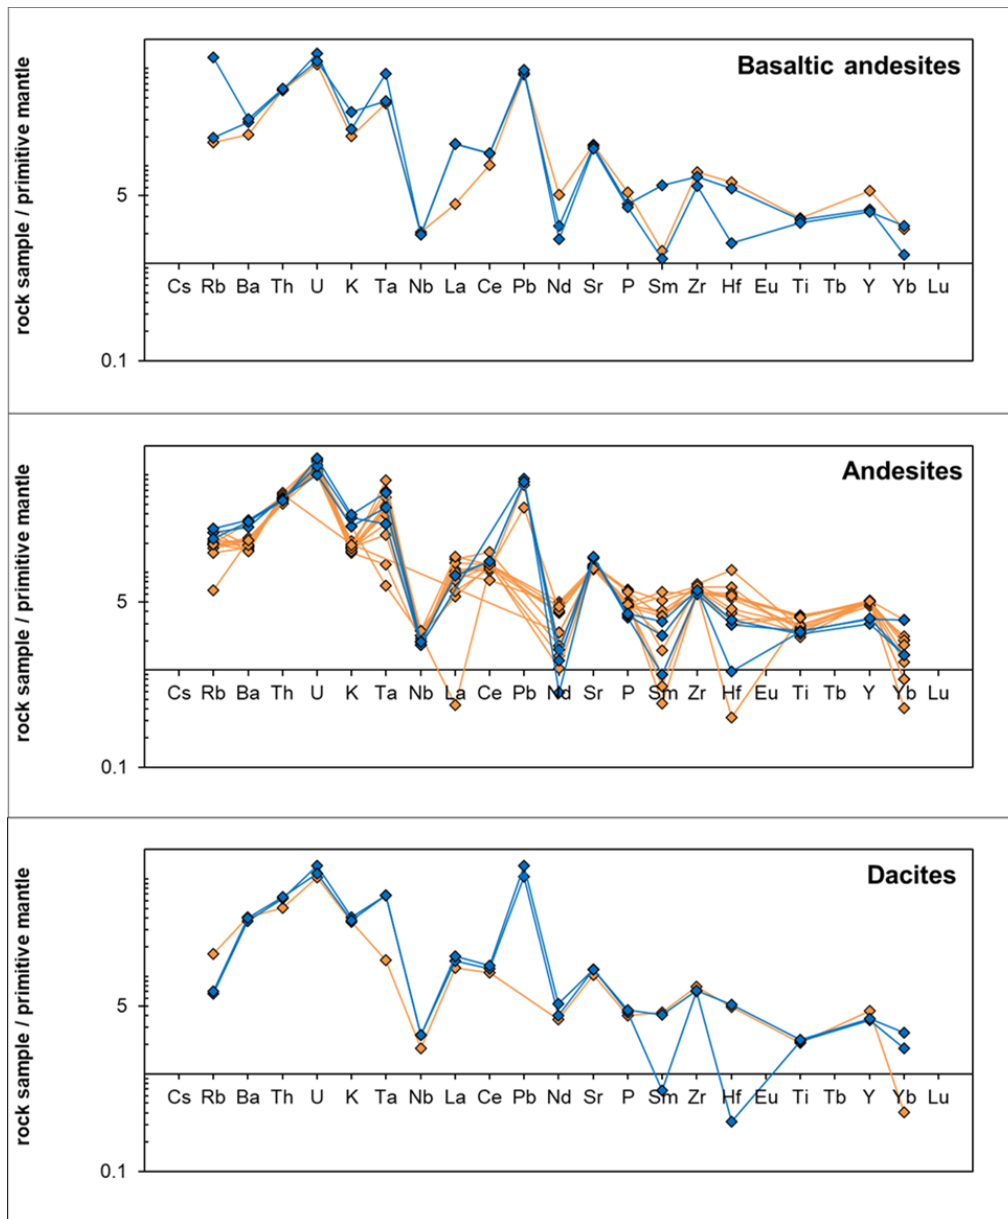 Basaltic andesites
rock sample / primitive mantle
5
Cs Rb Ba Th U K Ta Nb La Ce Pb Nd Sr P Sm Zr Hf Eu Ti Tb Y Yb Lu
0.1
Andesites
rock sample / primitive mantle
5
Cs Rb Ba Th U K Ta Nb La Ce Pb Nd Sr P Sm Zr Hf Eu Ti Tb Y Yb Lu
0.1
Dacites
rock sample / primitive mantle
5
Cs Rb Ba Th U K Ta Nb La Ce Pb Nd Sr P Sm Zr Hf Eu Ti Tb Y Yb Lu
0.1